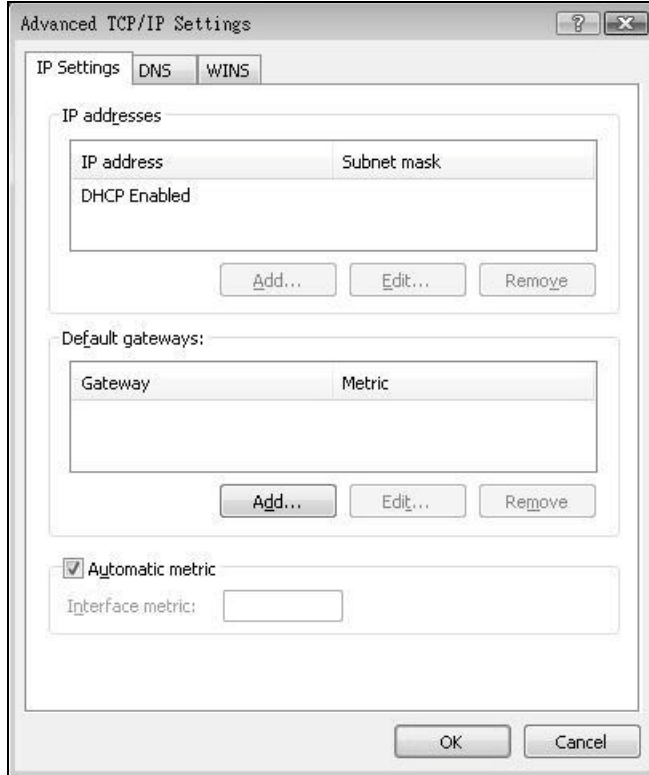 Advanced TCP/IP Settings
IP Settings DNS WINS
IP addresses
IP address Subnet mask
DHCP Enabled
Add... Edit... Remove
Default gateways:
Gateway Metric
Add... Edit... Remove
Automatic metric
Interface metric:
OK Cancel